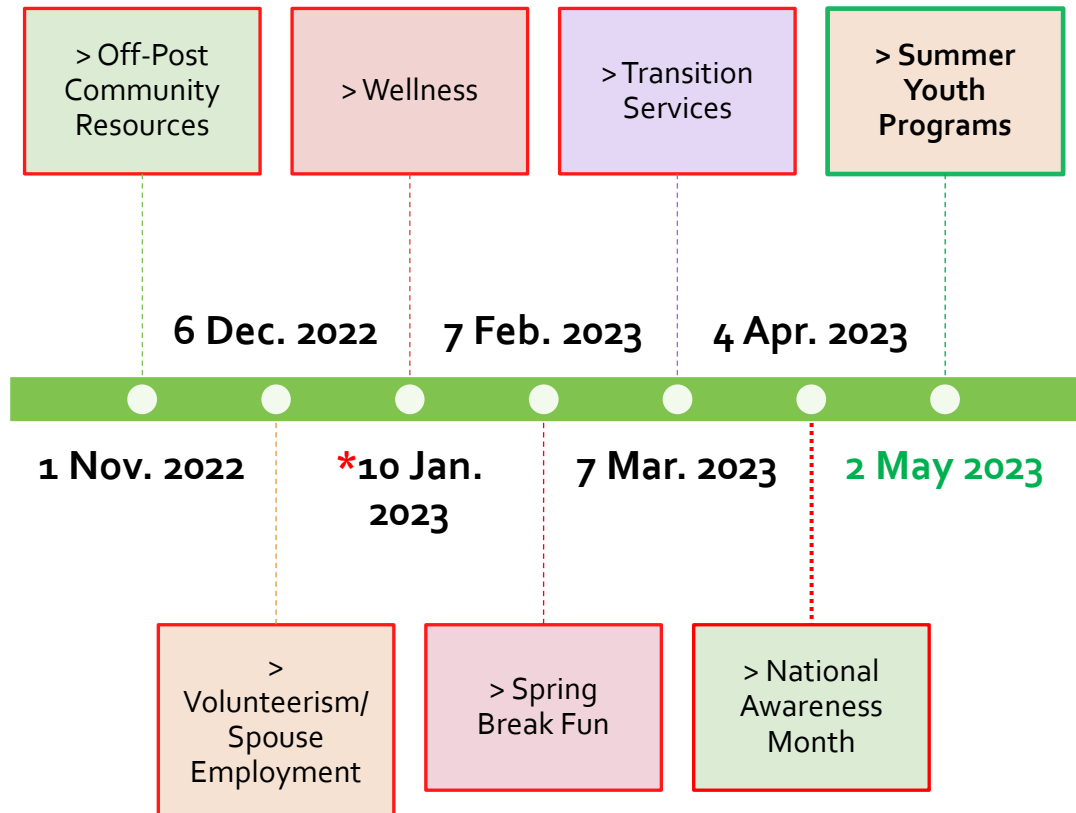 > Off-Post
Community
Resources
> Wellness
> Transition
Services
> Summer
Youth
Programs
6 Dec. 2022
7 Feb. 2023
4 Apr. 2023
1 Nov. 2022
*10 Jan.
2023
7 Mar. 2023
2 May 2023
>
Volunteerism/
Spouse
Employment
> Spring
Break Fun
> National
Awareness
Month